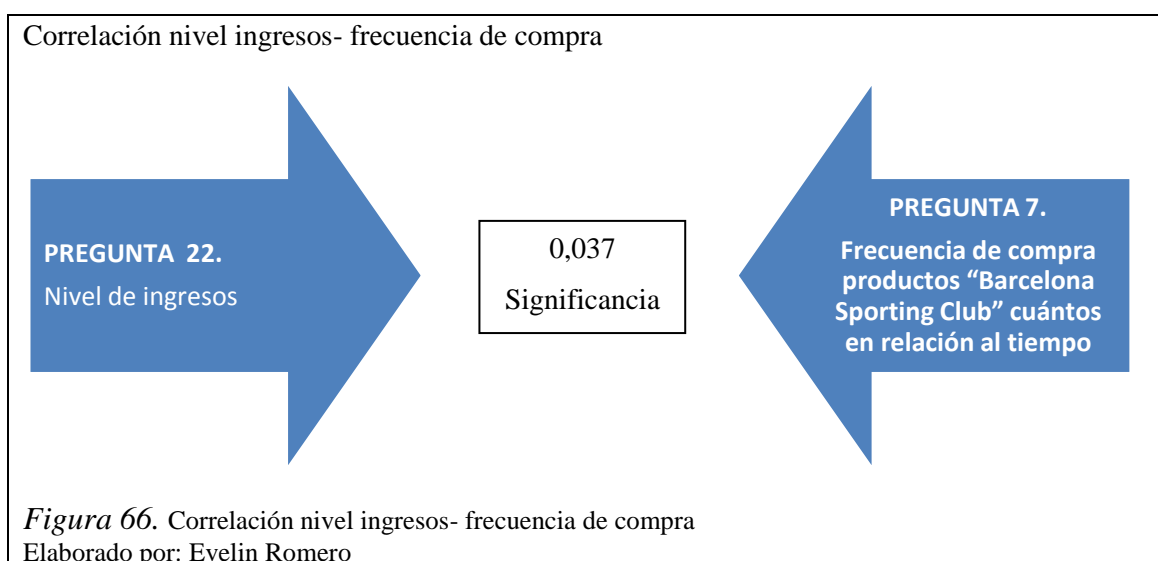 Correlación nivel ingresos- frecuencia de compra
PREGUNTA 22.
Nivel de ingresos
0,037
Significancia
PREGUNTA 7.
Frecuencia de compra
productos “Barcelona
Sporting Club” cuántos
en relación al tiempo
Figura 66. Correlación nivel ingresos- frecuencia de compra
Elaborado por: Evelin Romero